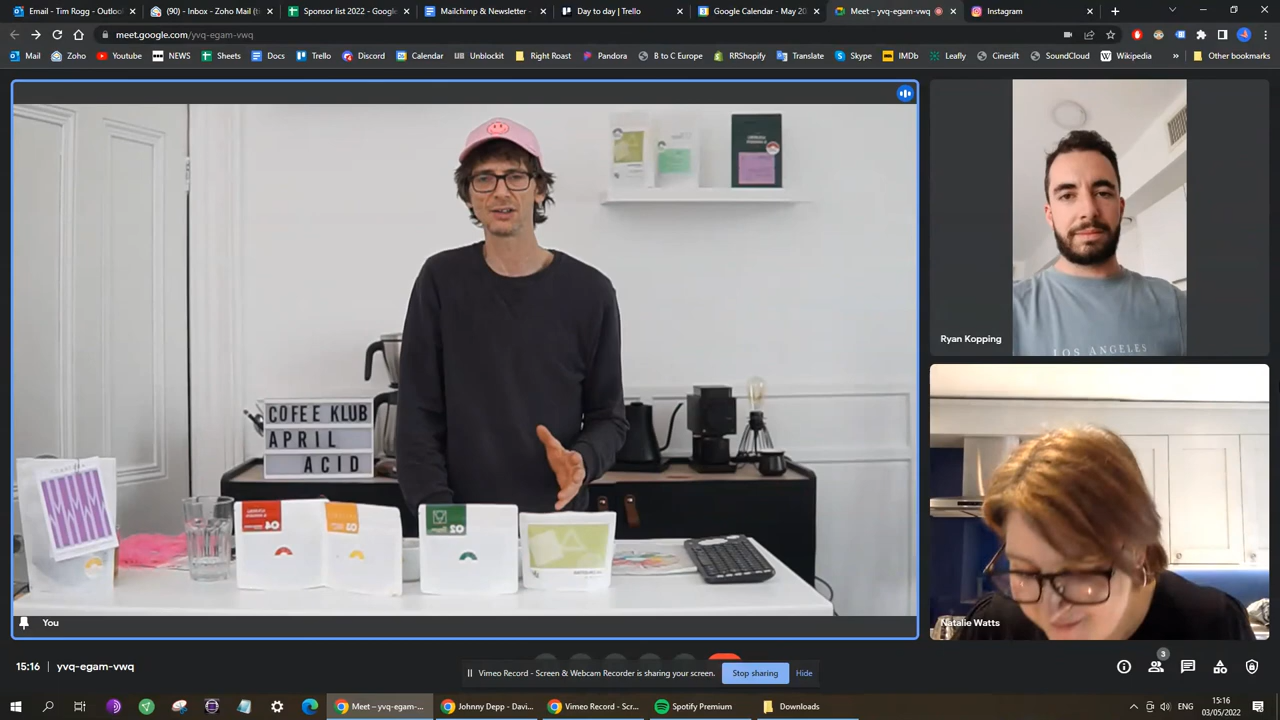 Email - Tim Rogg - Outloo
(90) - Inbox - Zoho Mail (t
Sponsor list 2022 - Google
Mailchimp & Newsletter -
Day to day | Trello
Google Calendar - May 20
Meet – yvq-egam-vwq
Instagram
meet.google.com/yvq-egam-vwq
Mail
Zoho
Youtube
NEWS
Sheets
Docs
Trello
Discord
Calendar
Unblockit
Right Roast
Pandora
B to C Europe
RRShopify
Translate
Skype
IMDb
Cinesift
Leafly
SoundCloud
Wikipedia
»
Other bookmarks
COFEE KLUB
APRIL
ACID
04
03
02
You
LOS ANGELES
Ryan Kopping
Natalie Watts
15:16 | yvq-egam-vwq
3
Vimeo Record - Screen & Webcam Recorder is sharing your screen.
Stop sharing
Hide
Meet – yvq-egam-...
Johnny Depp - Davi...
Vimeo Record - Scr...
Spotify Premium
Downloads
ENG
15:16
03/05/2022